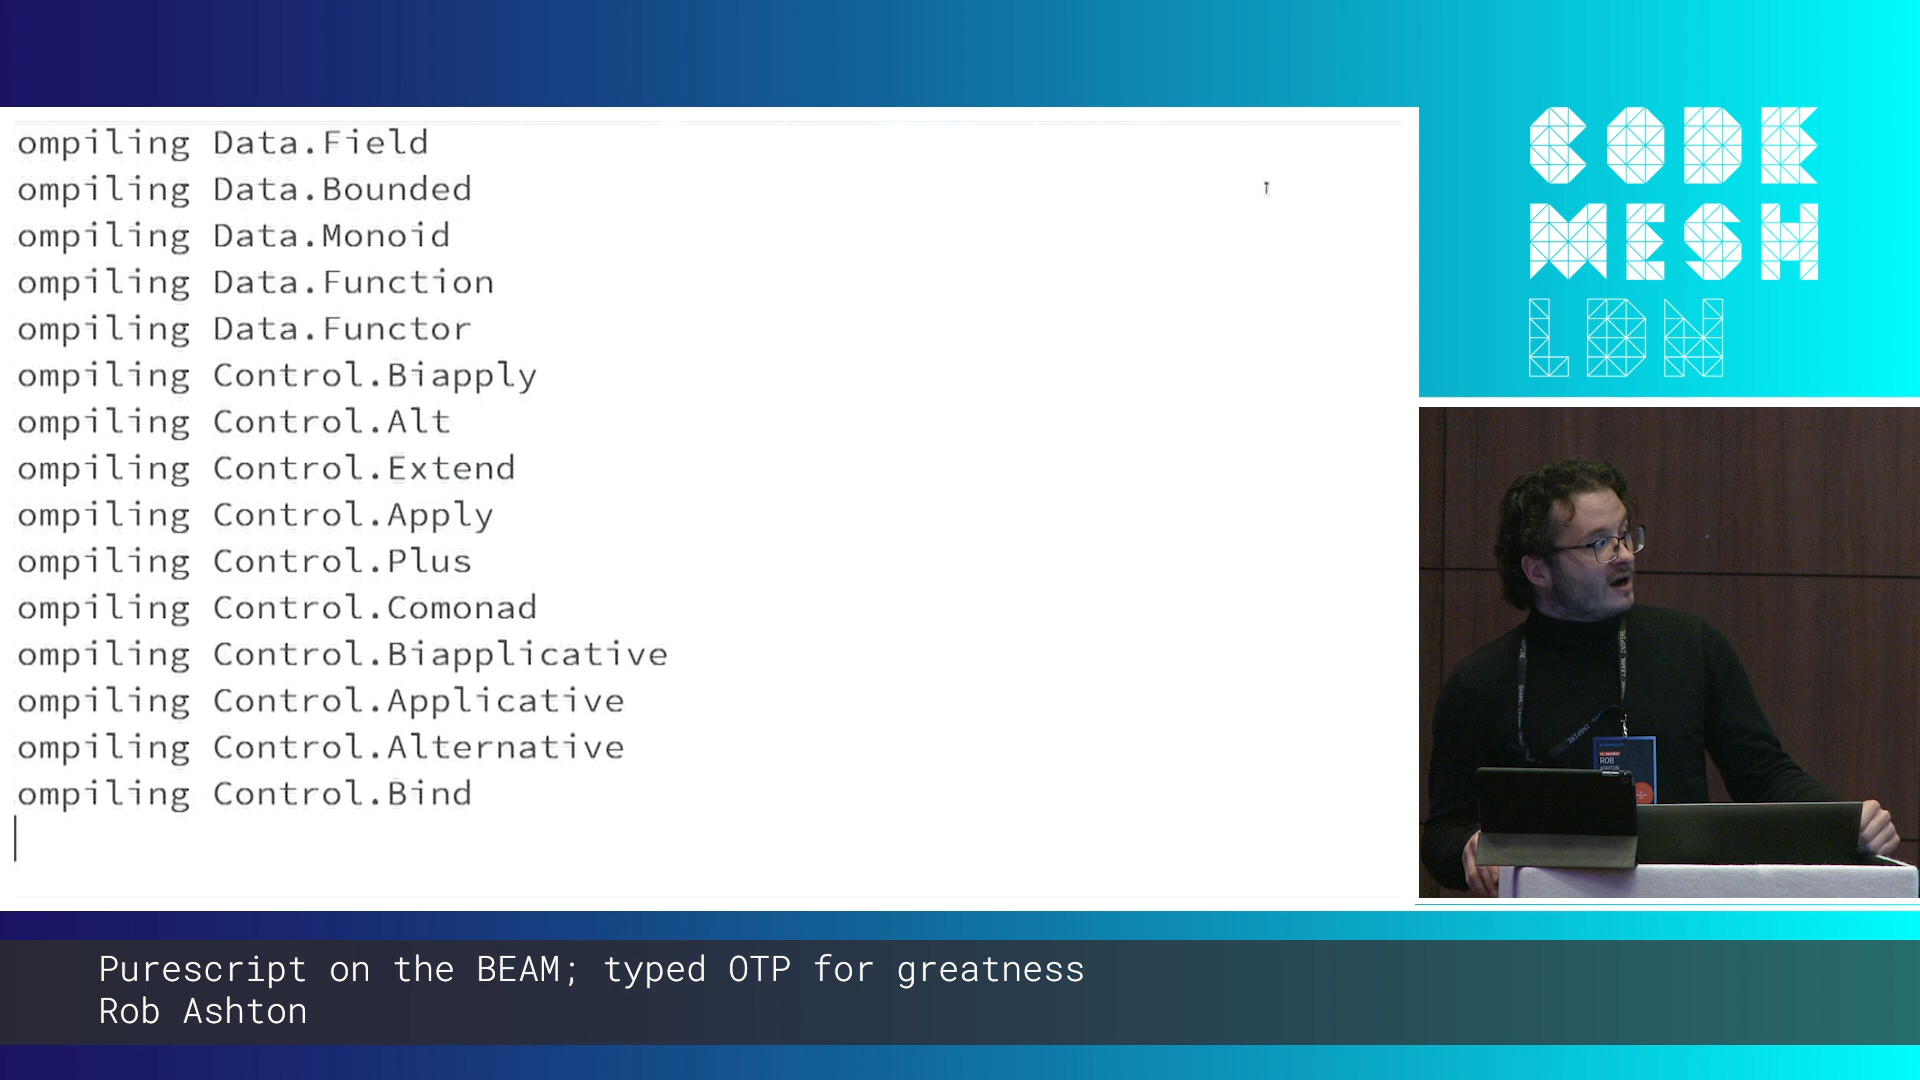 ompiling Data.Field
ompiling Data.Bounded
ompiling Data.Monoid
ompiling Data.Function
ompiling Data.Functor
ompiling Control.Biapply
ompiling Control.Alt
ompiling Control.Extend
ompiling Control.Apply
ompiling Control.Plus
ompiling Control.Comonad
ompiling Control.Biapplicative
ompiling Control.Applicative
ompiling Control.Alternative
ompiling Control.Bind
CODE
MESH
LDN
ROB
ASHTON
Purescript on the BEAM; typed OTP for greatness
Rob Ashton